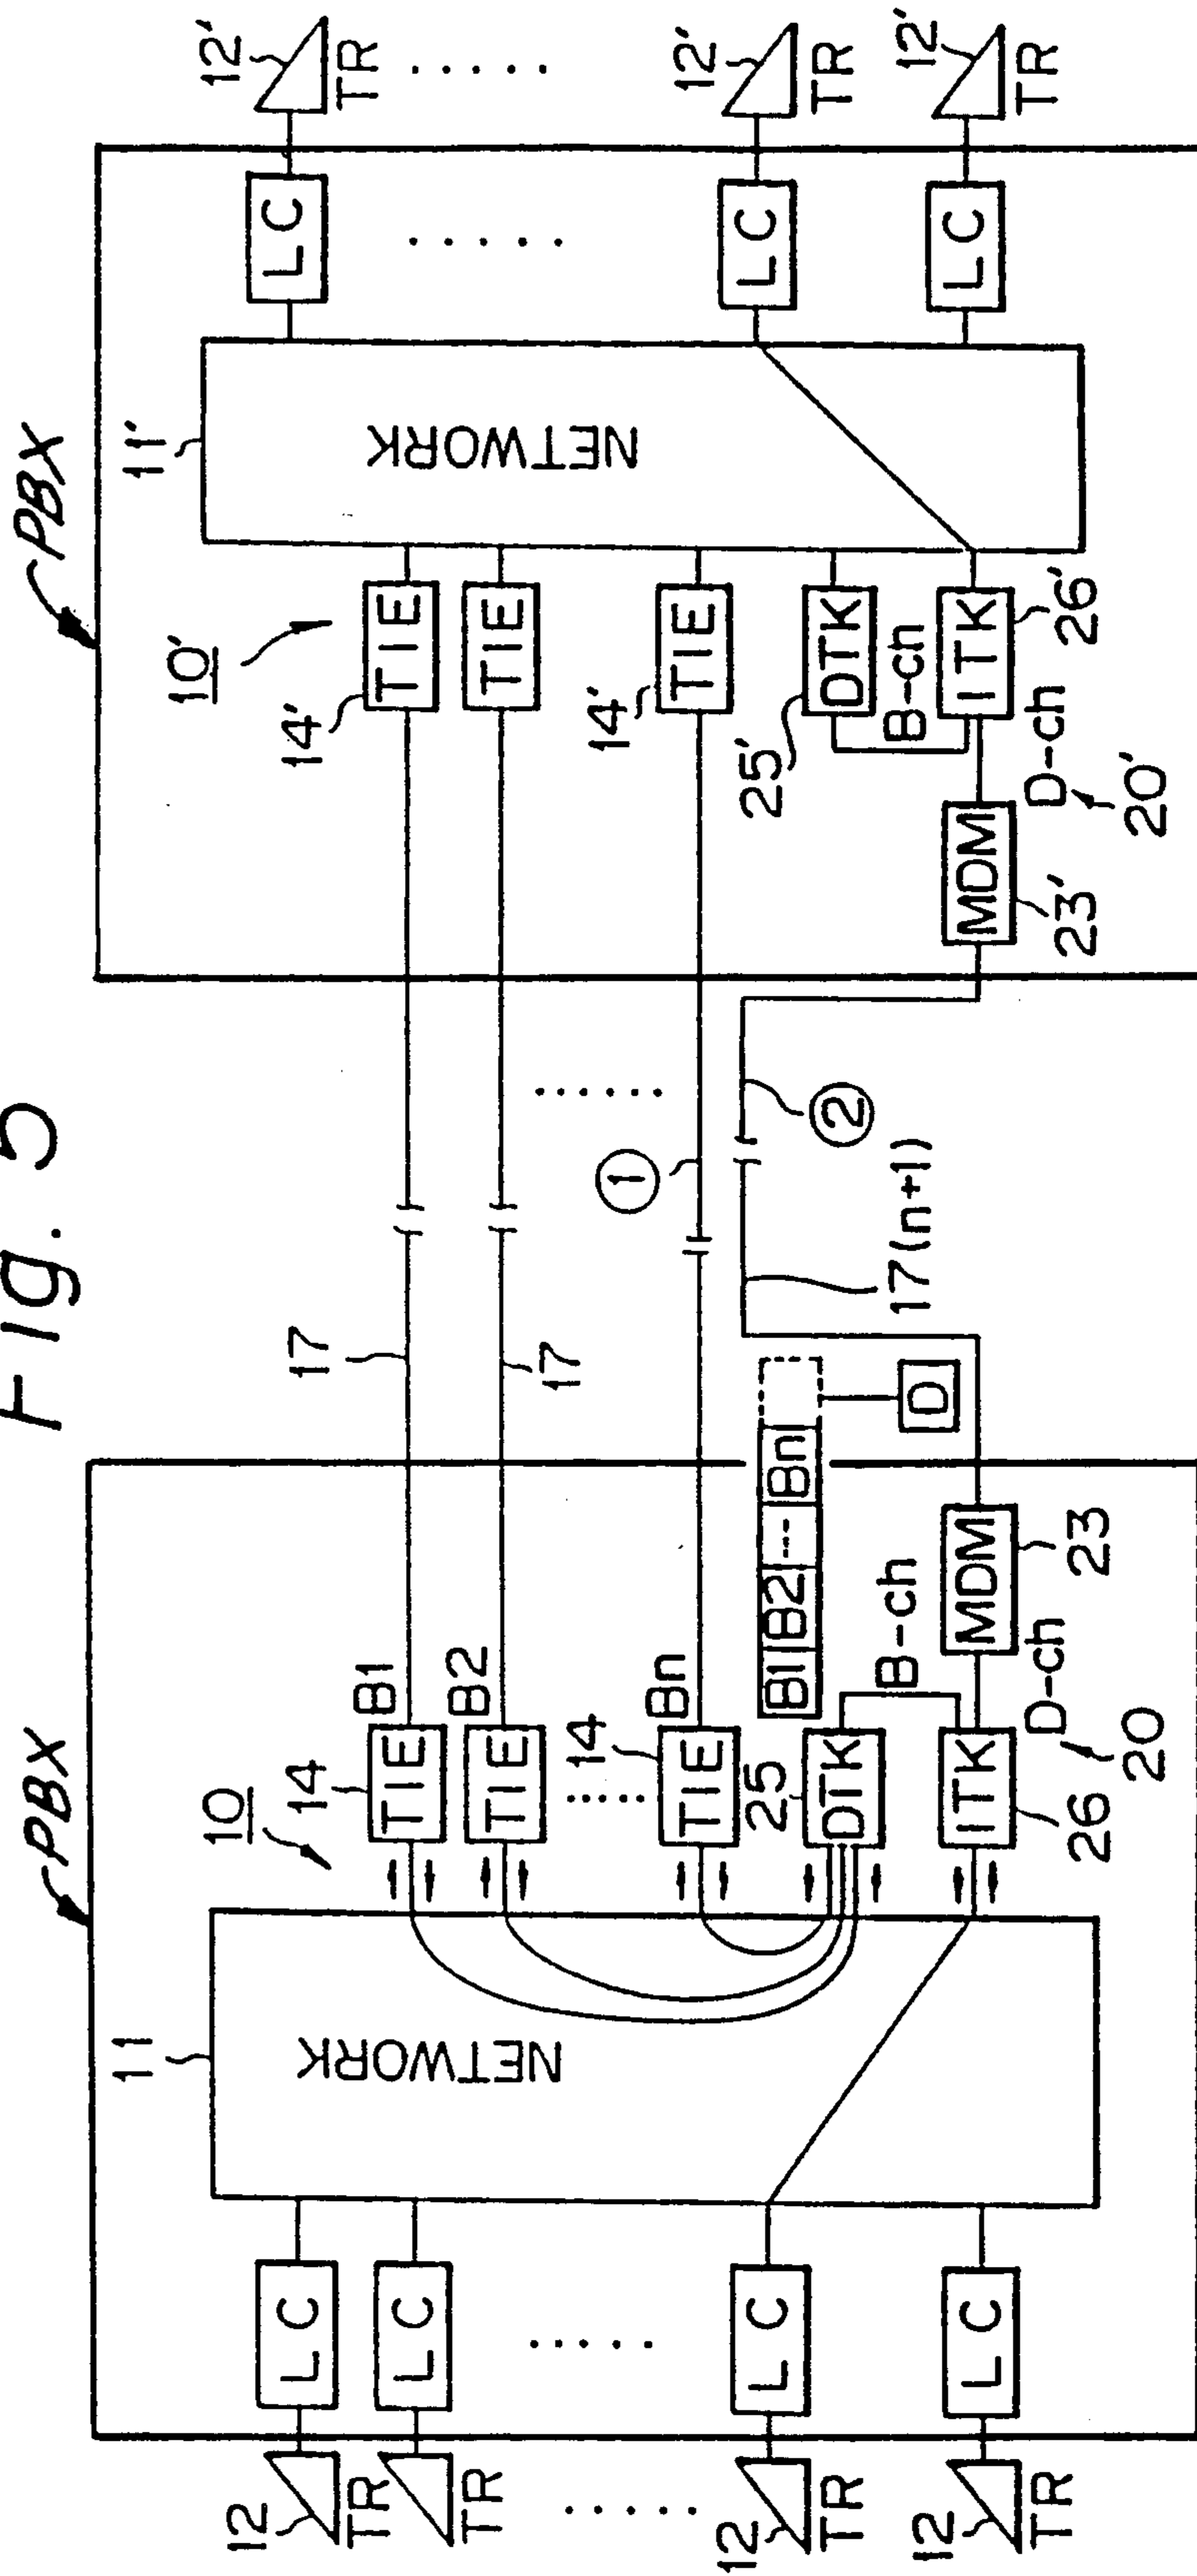 Fig. 5
PBX
PBX
10
11
NETWORK
12
TR
LC
LC
TR
.....
.....
12
TR
LC
12
TR
LC
14
TIE
B1
TIE
B2
......
14
TIE
Bn
25
DTK
B-ch
26
ITK
D-ch
20
MDM
23
B1 B2 --- Bn
D
17
17
......
①
②
17(n+1)
10'
11'
NETWORK
14'
TIE
TIE
14'
TIE
25'
DTK
B-ch
ITK
26'
D-ch
20'
MDM
23'
LC
12'
TR
.....
.....
LC
12'
TR
LC
12'
TR